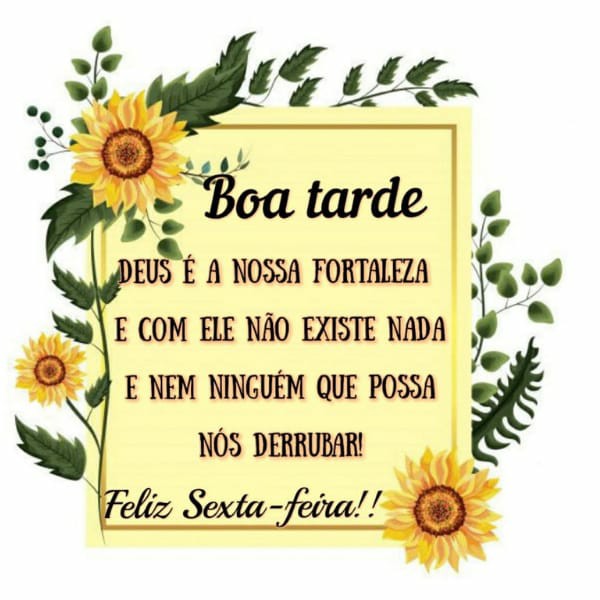 Boa tarde
DEUS É A NOSSA FORTALEZA
E COM ELE NÃO EXISTE NADA
E NEM NINGUÉM QUE POSSA
NÓS DERRUBAR!
Feliz Sexta-feira!!